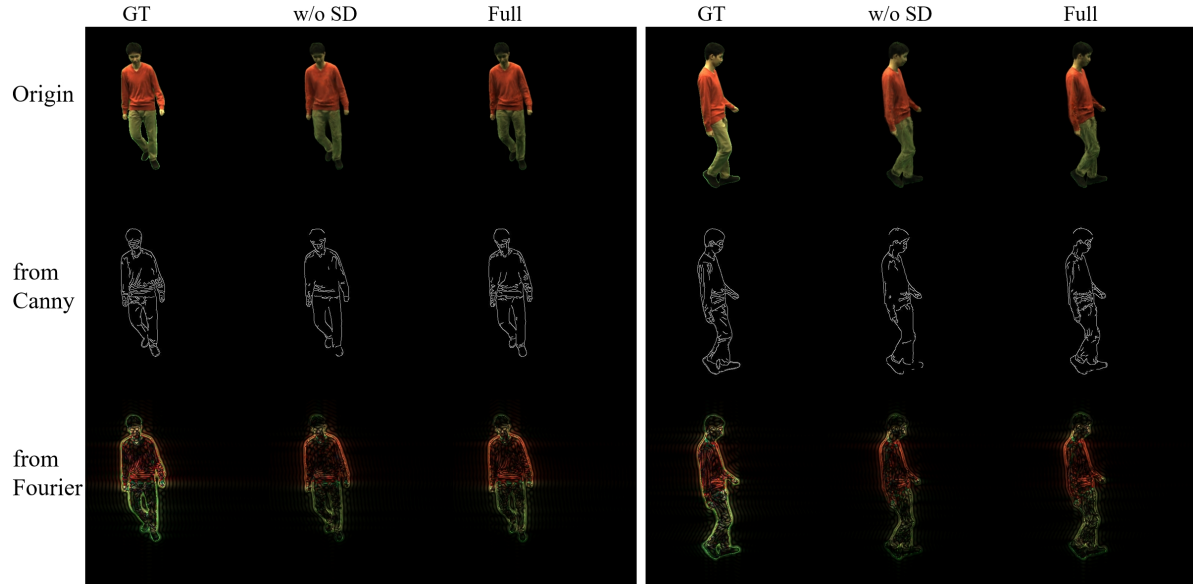 GT w/o SD Full GT w/o SD Full
Origin
from
Canny
from
Fourier